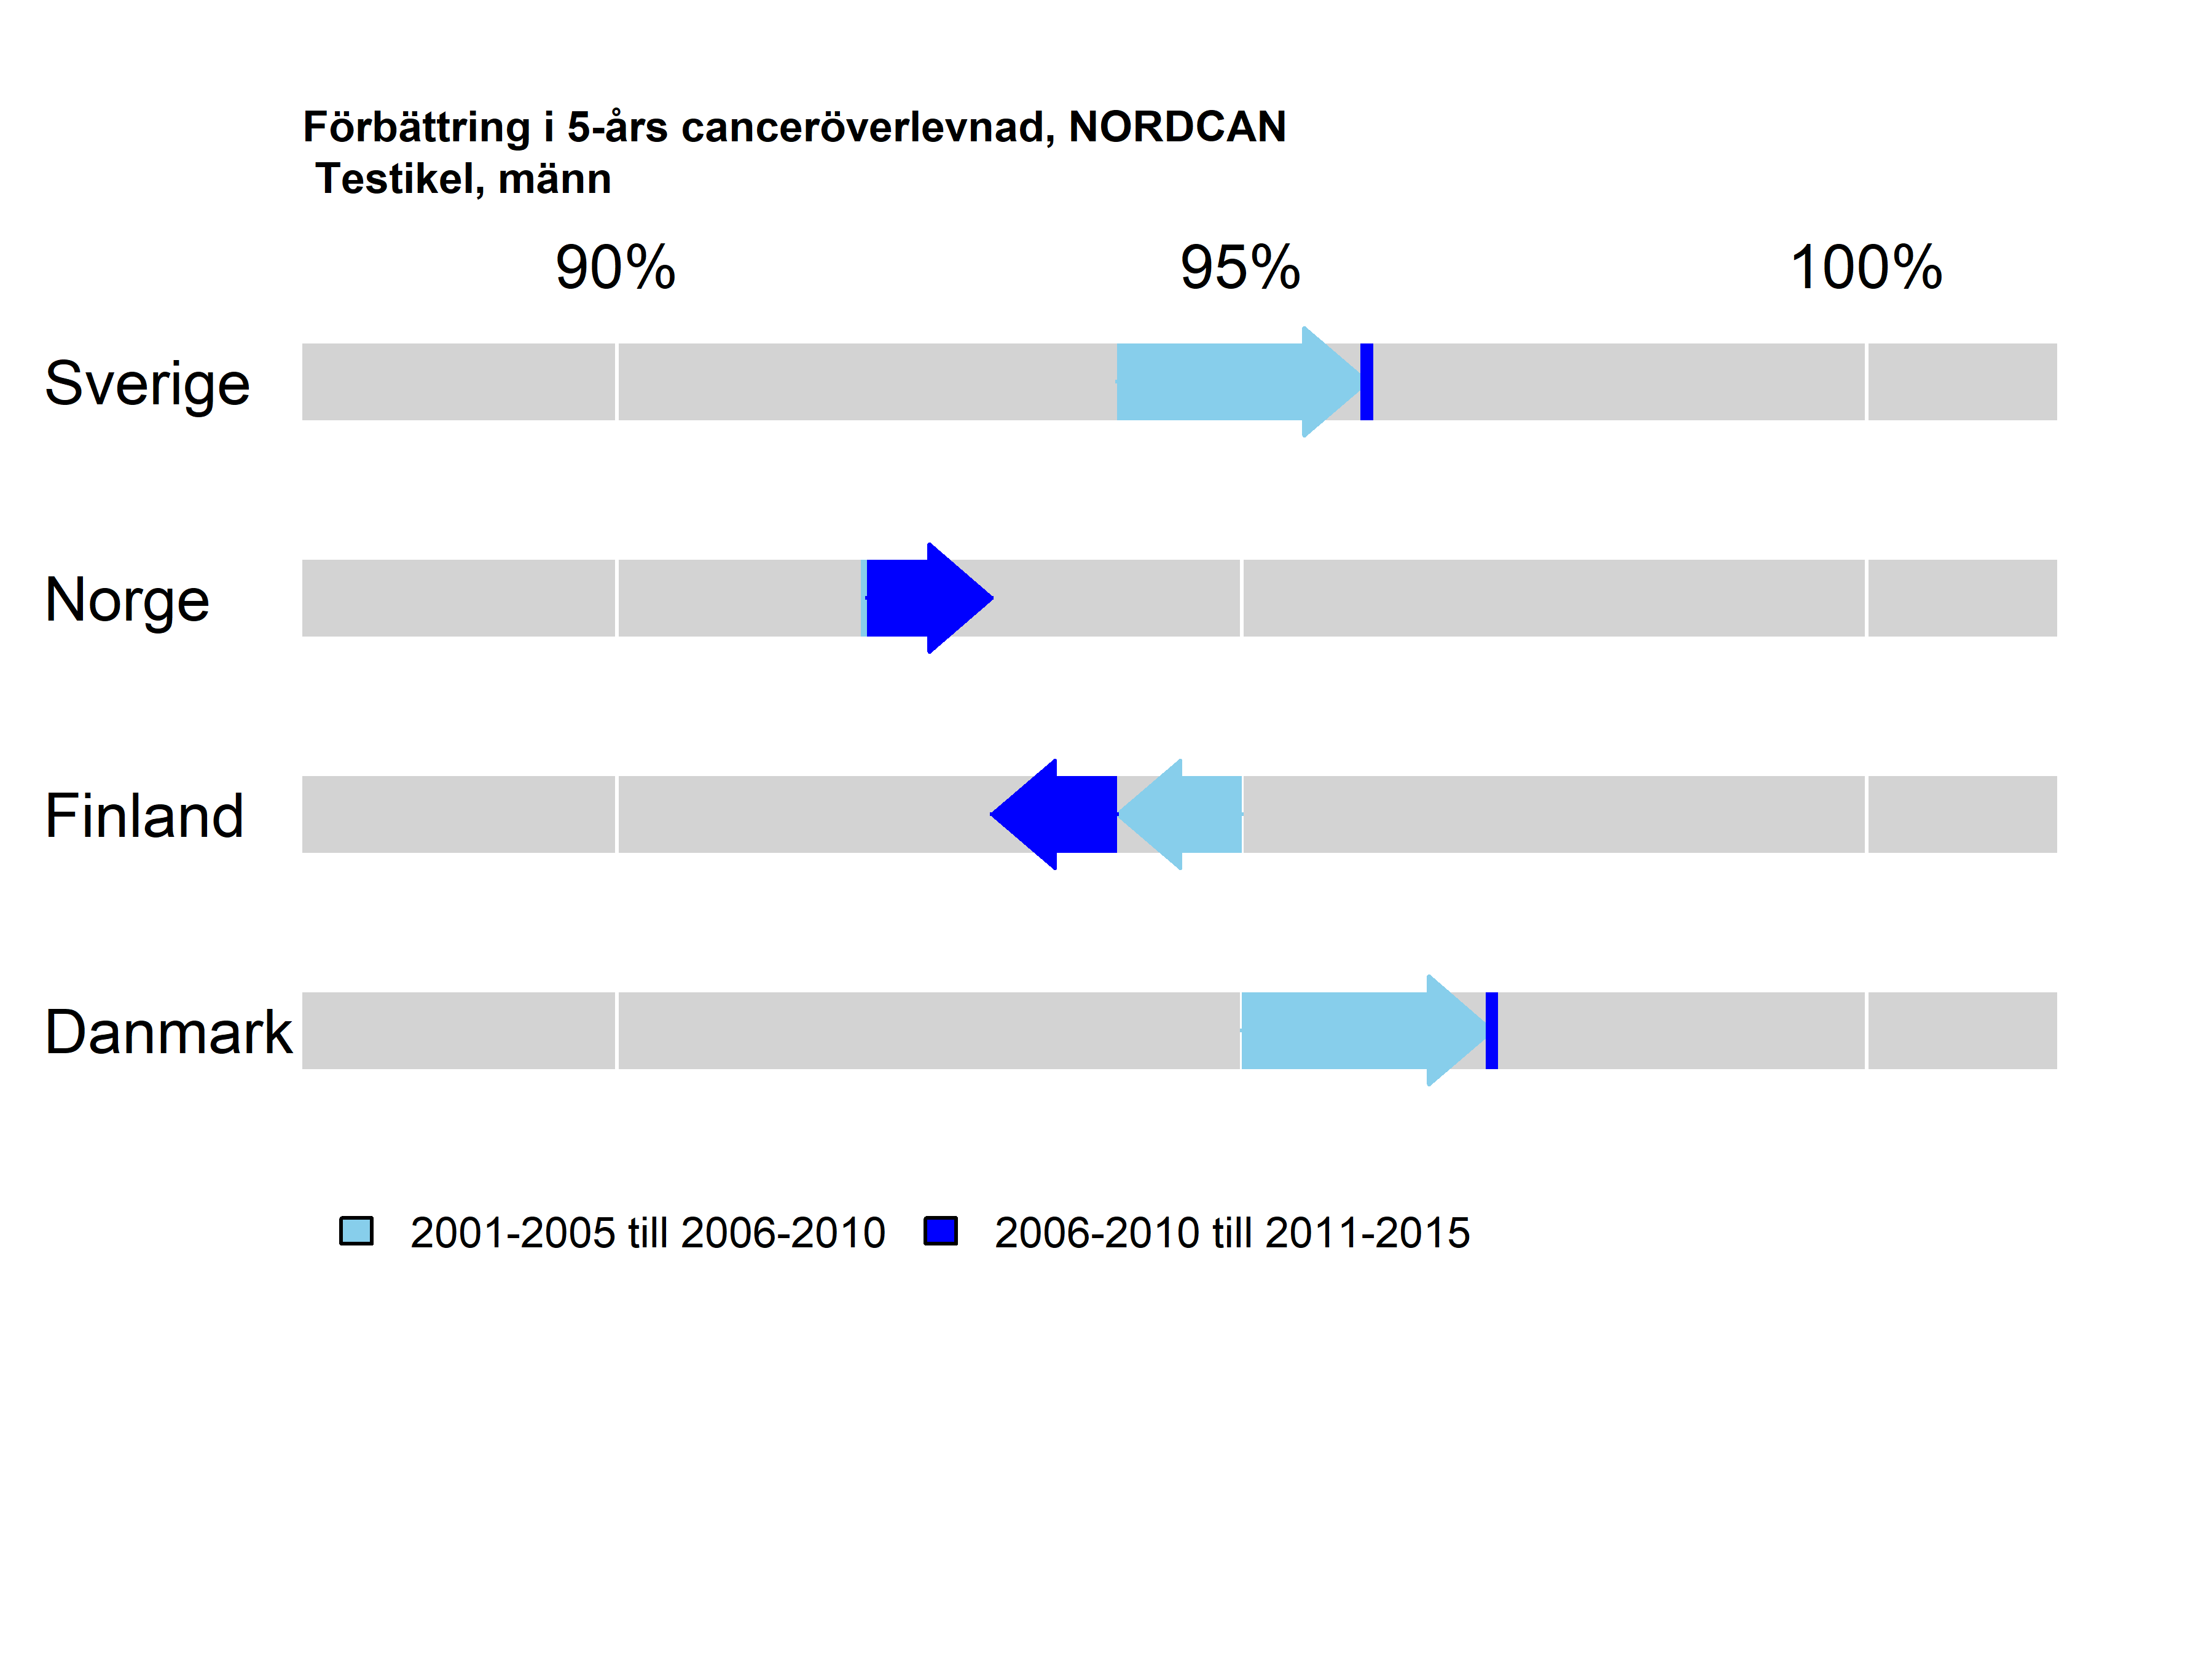 Förbättring i 5-års canceröverlevnad, NORDCAN
Testikel, männ
90% 95% 100%
Sverige
Norge
Finland
Danmark
2001-2005 till 2006-2010 2006-2010 till 2011-2015